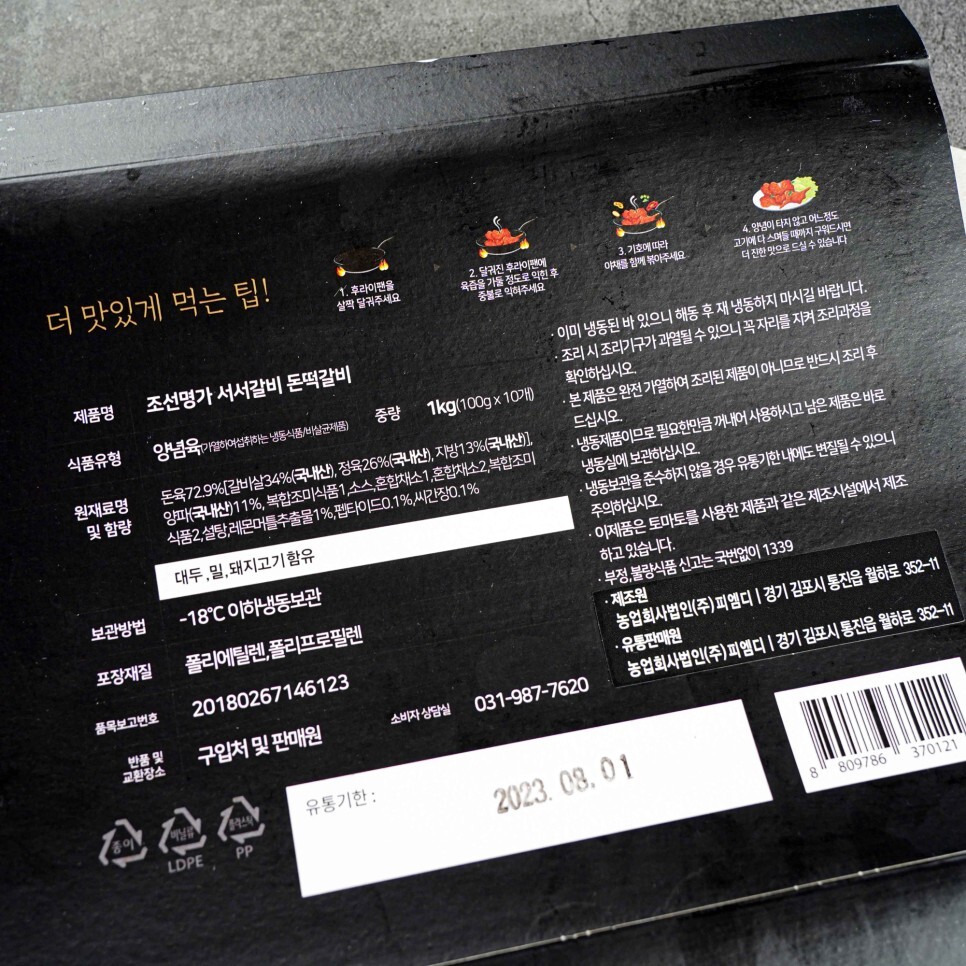 더 맛있게 먹는 팁!
1. 후라이팬을
살짝 달궈주세요
2. 달궈진 후라이팬에
육즙을 가둘 정도로 익힌 후
중불로 익혀주세요
3. 기호에 따라
야채를 함께 볶아주세요
4. 양념이 타지 않고 어느정도
고기에 다 스며들 때까지 구워드시면
더 진한 맛으로 드실 수 있습니다
제품명 조선명가 서서갈비 돈떡갈비
식품유형 양념육(가열하여섭취하는 냉동식품/비살균제품) 중량 1kg(100g x 10개)
원재료명
및 함량
돈육72.9%[갈비살34%(국내산), 정육26%(국내산), 지방13%(국내산)],
양파(국내산)11%, 복합조미식품1, 소스, 혼합채소1, 혼합채소2, 복합조미
식품2, 설탕, 레몬머틀추출물1%, 펩타이드0.1%, 씨간장0.1%
대두, 밀, 돼지고기 함유
보관방법 -18℃ 이하냉동보관
포장재질 폴리에틸렌, 폴리프로필렌
품목보고번호 20180267146123
반품 및
교환장소
구입처 및 판매원
소비자 상담실 031-987-7620
· 이미 냉동된 바 있으니 해동 후 재 냉동하지 마시길 바랍니다.
· 조리 시 조리기구가 과열될 수 있으니 꼭 자리를 지켜 조리과정을
확인하십시오.
· 본 제품은 완전 가열하여 조리된 제품이 아니므로 반드시 조리 후
드십시오.
· 냉동제품이므로 필요한만큼 꺼내어 사용하시고 남은 제품은 바로
냉동실에 보관하십시오.
· 냉동보관을 준수하지 않을 경우 유통기한 내에도 변질될 수 있으니
주의하십시오.
· 이제품은 토마토를 사용한 제품과 같은 제조시설에서 제조
하고 있습니다.
· 부정,불량식품 신고는 국번없이 1339
· 제조원
농업회사법인(주)피엠디 | 경기 김포시 통진읍 월하로 352-11
· 유통판매원
농업회사법인(주)피엠디 | 경기 김포시 통진읍 월하로 352-11
8 809786 370121
유통기한 : 2023. 08. 01
종이
비닐류
LDPE
플라스틱
PP